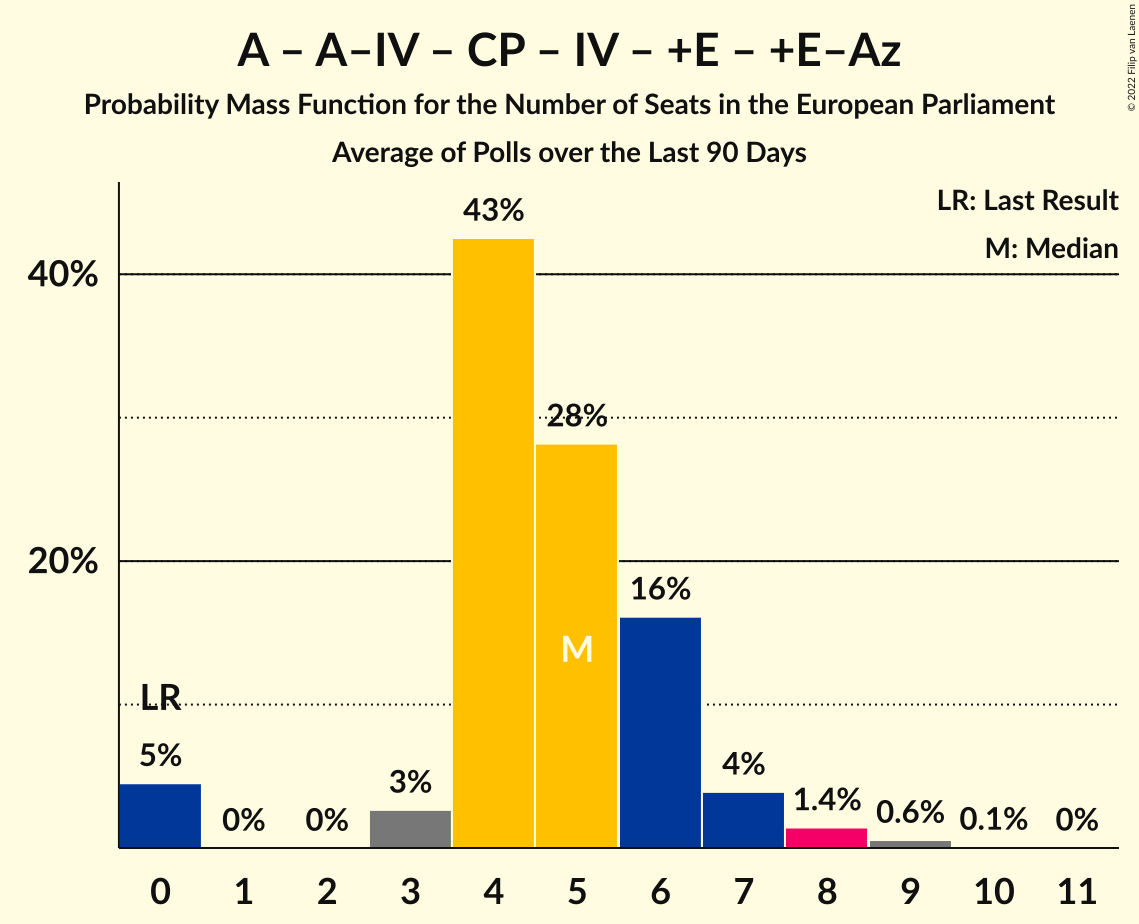 A – A–IV – CP – IV – +E – +E–Az
Probability Mass Function for the Number of Seats in the European Parliament
Average of Polls over the Last 90 Days
© 2022 Filip van Laenen
LR: Last Result
M: Median
43%
40%
28%
20%
16%
M
LR
5%
0%
0%
3%
4%
1.4%
0.6%
0.1%
0%
0 1 2 3 4 5 6 7 8 9 10 11